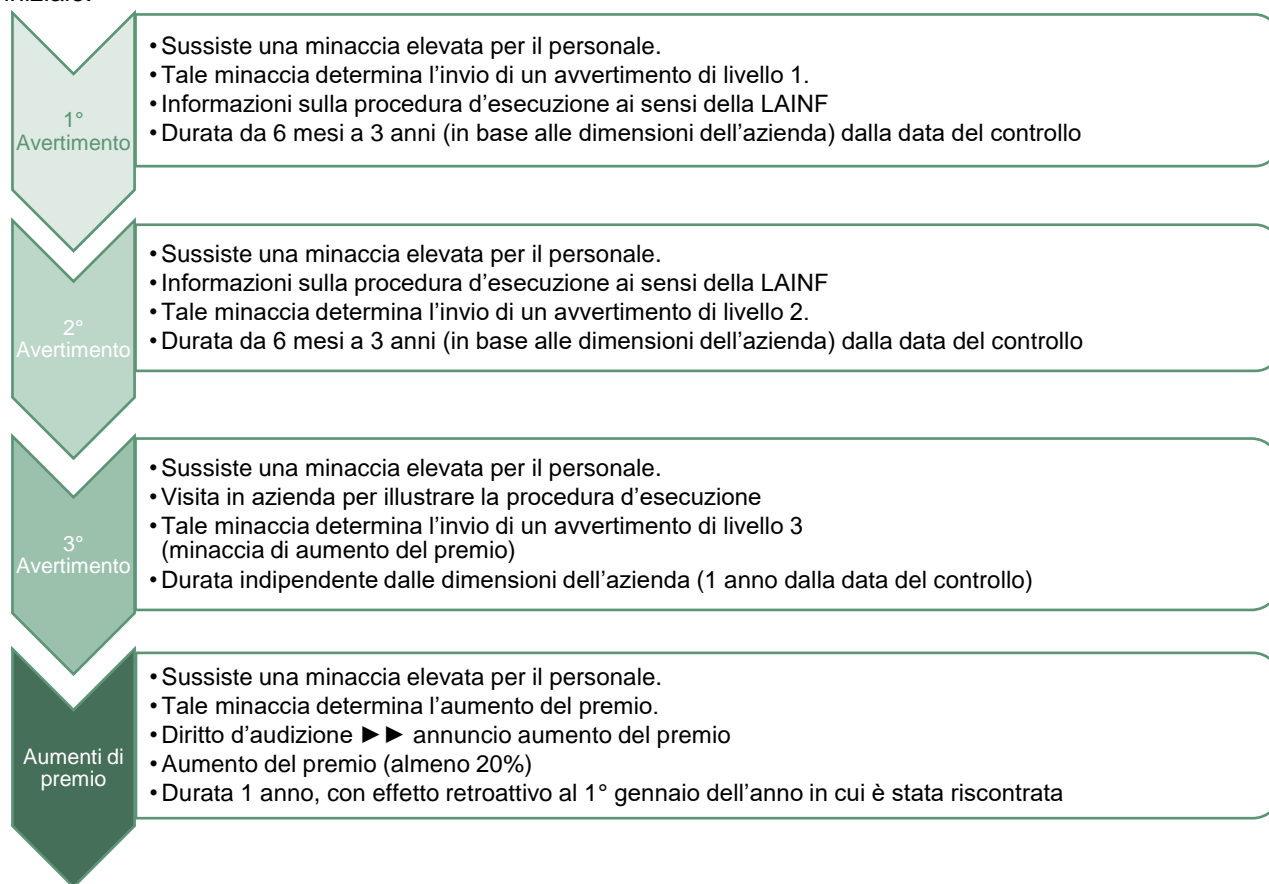 1°
Avertimento
•Sussiste una minaccia elevata per il personale.
•Tale minaccia determina l’invio di un avvertimento di livello 1.
•Informazioni sulla procedura d’esecuzione ai sensi della LAINF
•Durata da 6 mesi a 3 anni (in base alle dimensioni dell’azienda) dalla data del controllo
2°
Avertimento
•Sussiste una minaccia elevata per il personale.
•Informazioni sulla procedura d’esecuzione ai sensi della LAINF
•Tale minaccia determina l’invio di un avvertimento di livello 2.
•Durata da 6 mesi a 3 anni (in base alle dimensioni dell’azienda) dalla data del controllo
3°
Avertimento
•Sussiste una minaccia elevata per il personale.
•Visita in azienda per illustrare la procedura d’esecuzione
•Tale minaccia determina l’invio di un avvertimento di livello 3
(minaccia di aumento del premio)
•Durata indipendente dalle dimensioni dell’azienda (1 anno dalla data del controllo)
Aumenti di
premio
•Sussiste una minaccia elevata per il personale.
•Tale minaccia determina l’aumento del premio.
•Diritto d’audizione ►► annuncio aumento del premio
•Aumento del premio (almeno 20%)
•Durata 1 anno, con effetto retroattivo al 1° gennaio dell’anno in cui è stata riscontrata